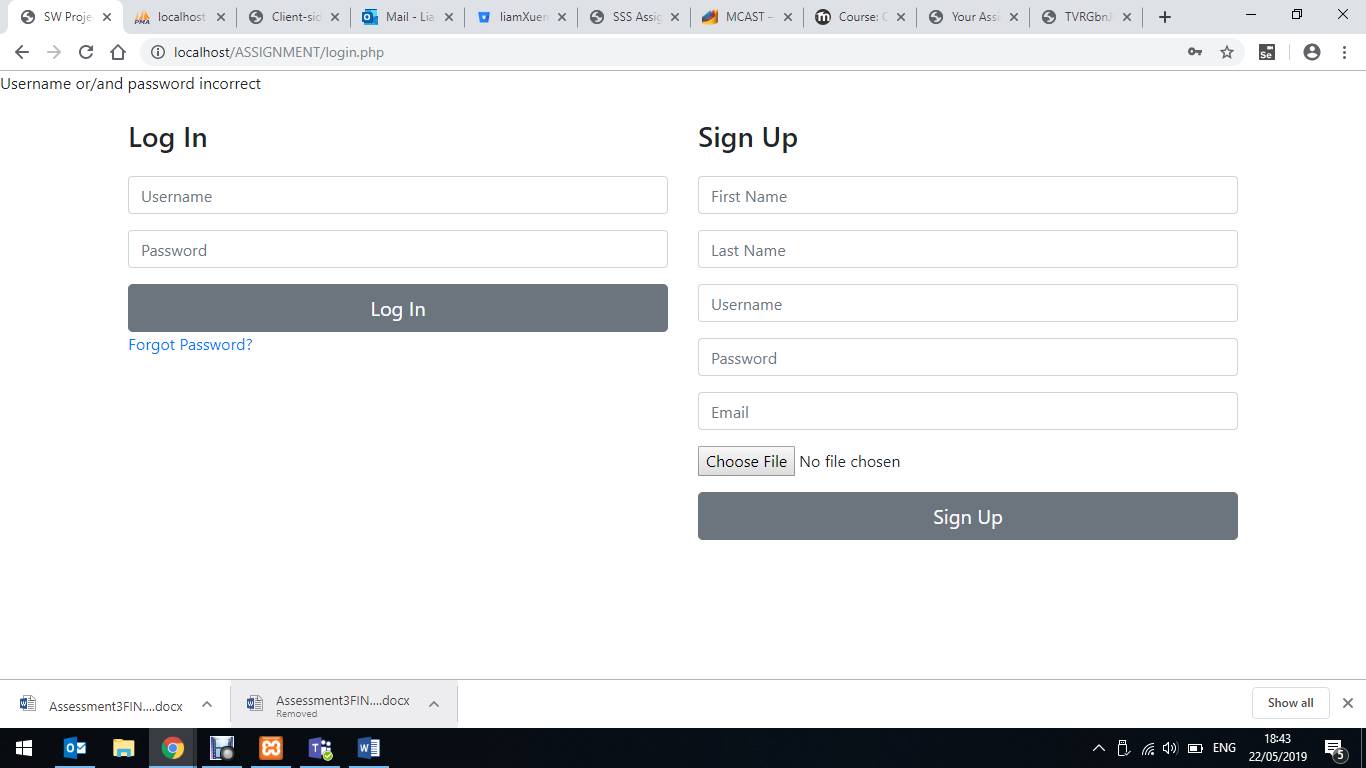 SW Proje
localhost
Client-sid
Mail - Lia
liamXuen
SSS Assig
MCAST -
Course: C
Your Assi
TVRGbnJ
localhost/ASSIGNMENT/login.php
Username or/and password incorrect
Log In
Username
Password
Log In
Forgot Password?
Sign Up
First Name
Last Name
Username
Password
Email
Choose File No file chosen
Sign Up
Assessment3FIN....docx
Assessment3FIN....docx
Removed
Show all
ENG
18:43
22/05/2019
5